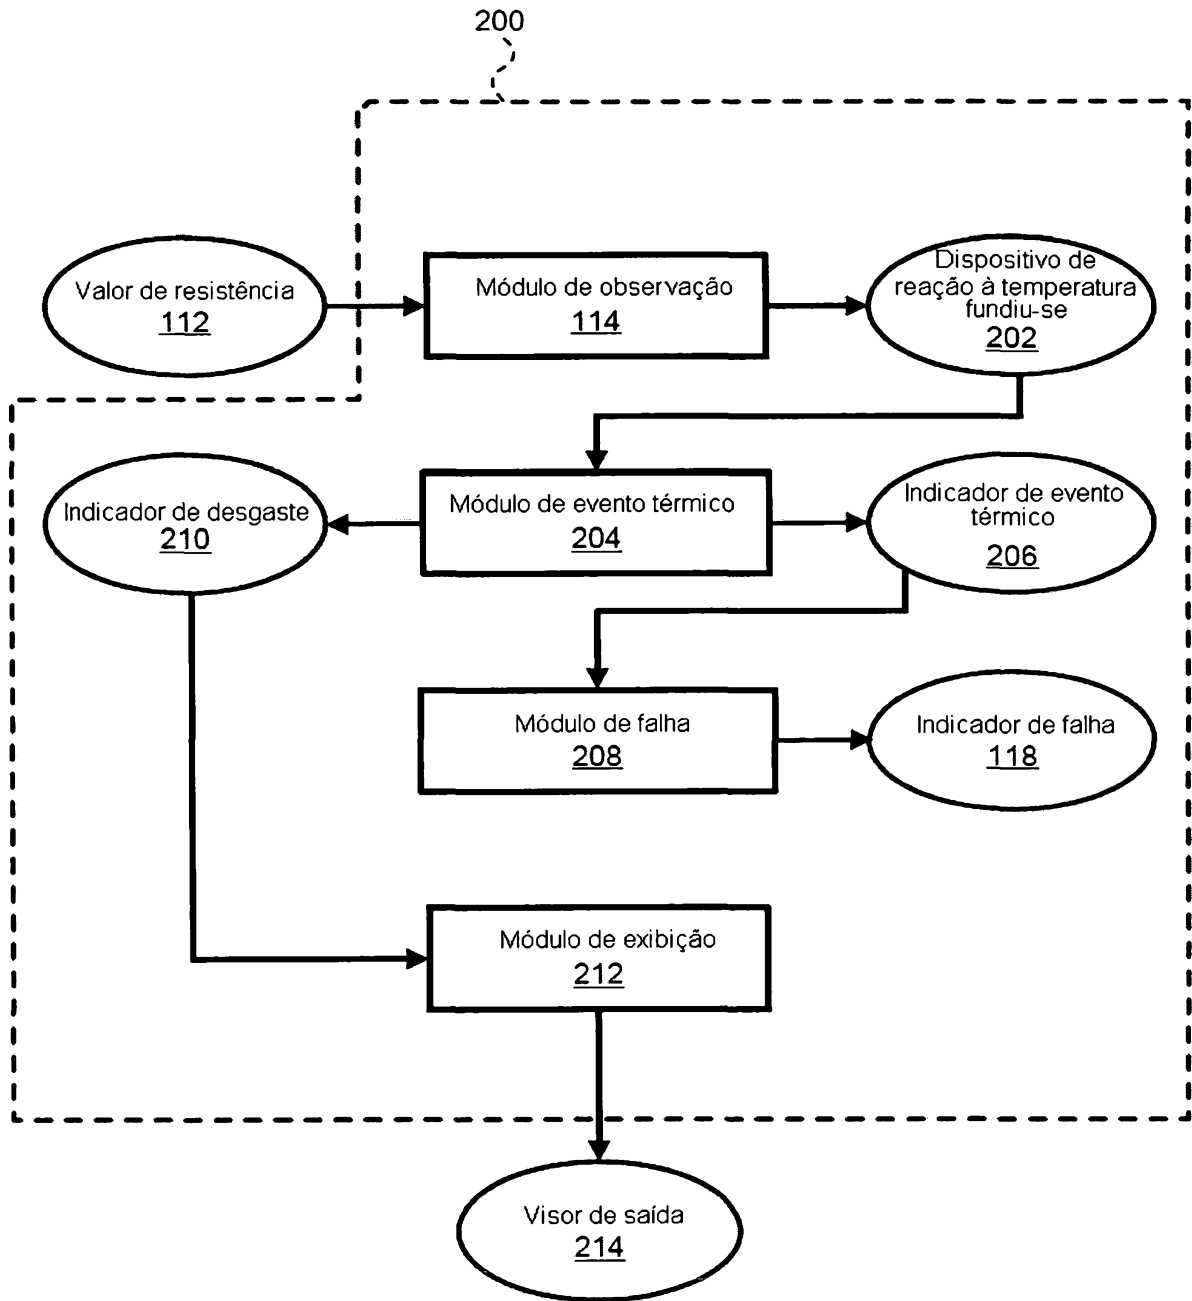 200
Valor de resistência
112
Módulo de observação
114
Dispositivo de
reação à temperatura
fundiu-se
202
Indicador de desgaste
210
Módulo de evento térmico
204
Indicador de evento
térmico
206
Módulo de falha
208
Indicador de falha
118
Módulo de exibição
212
Visor de saída
214